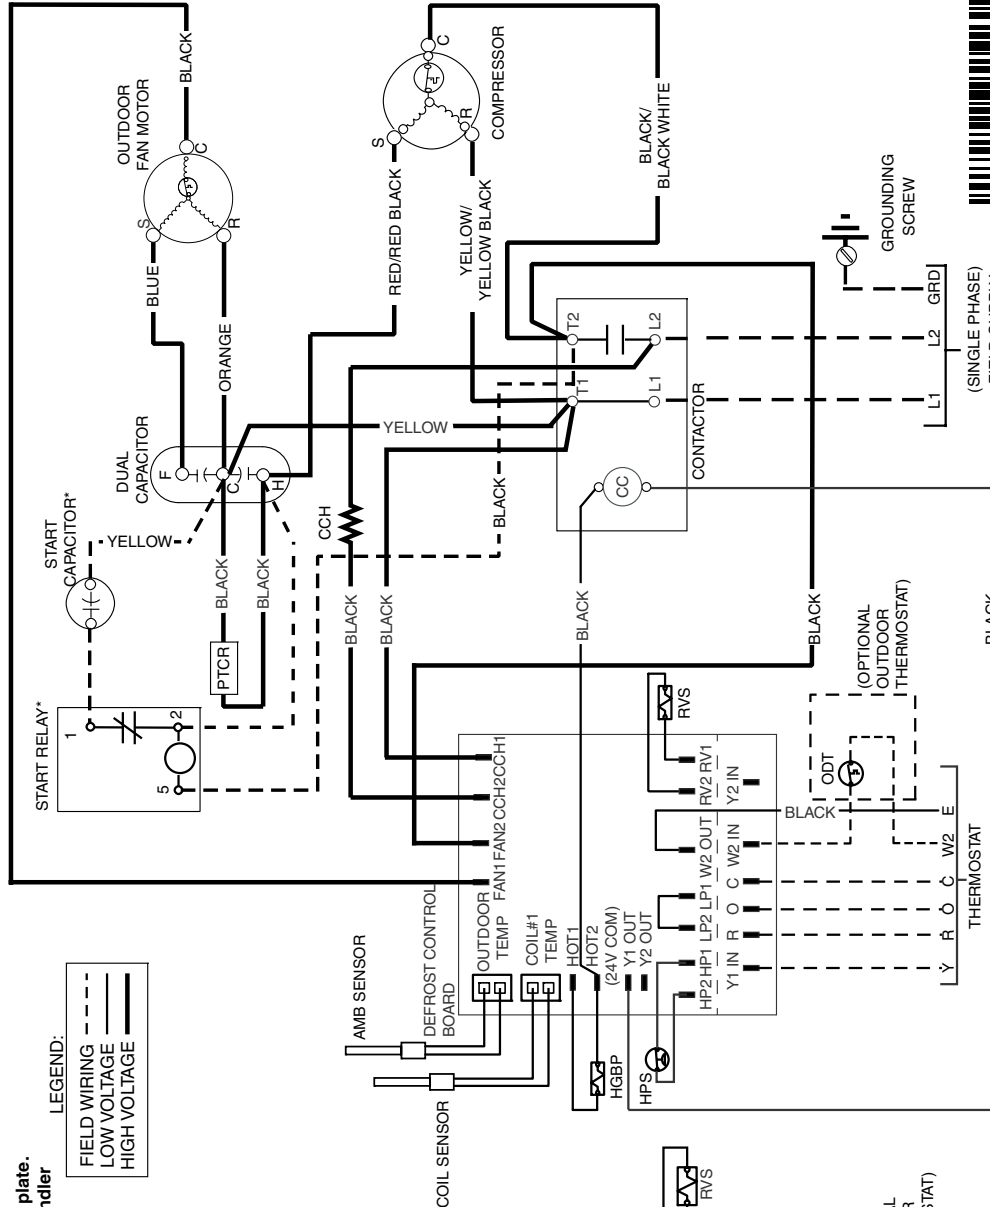 plate.
ndler
LEGEND:
FIELD WIRING
LOW VOLTAGE
HIGH VOLTAGE
BLACK
OUTDOOR
FAN MOTOR
C
S
R
BLUE
ORANGE
C
S
R
COMPRESSOR
BLACK/
BLACK WHITE
RED/RED BLACK
YELLOW/
YELLOW BLACK
GROUNDING
SCREW
DUAL
CAPACITOR
F
C
H
START
CAPACITOR*
YELLOW
YELLOW
BLACK
BLACK
PTCR
START RELAY*
1
2
5
CCH
BLACK
BLACK
BLACK
T2
L2
T1
L1
CC
CONTACTOR
L1
L2
GRD
(SINGLE PHASE)
BLACK
BLACK
BLACK
(OPTIONAL
OUTDOOR
THERMOSTAT)
ODT
RVS
FAN1
FAN2
CCH2
CCH1
DEFROST CONTROL
BOARD
OUTDOOR
TEMP
COIL#1
TEMP
HOT1
HOT2
(24V COM)
Y1 OUT
Y2 OUT
HP2
HP1
LP2
LP1
W2 OUT
RV2
RV1
Y1 IN
R
O
C
W2 IN
Y2 IN
BLACK
Y
R
O
C
W2
E
THERMOSTAT
AMB SENSOR
COIL SENSOR
HGBP
HPS
RVS
STAT)